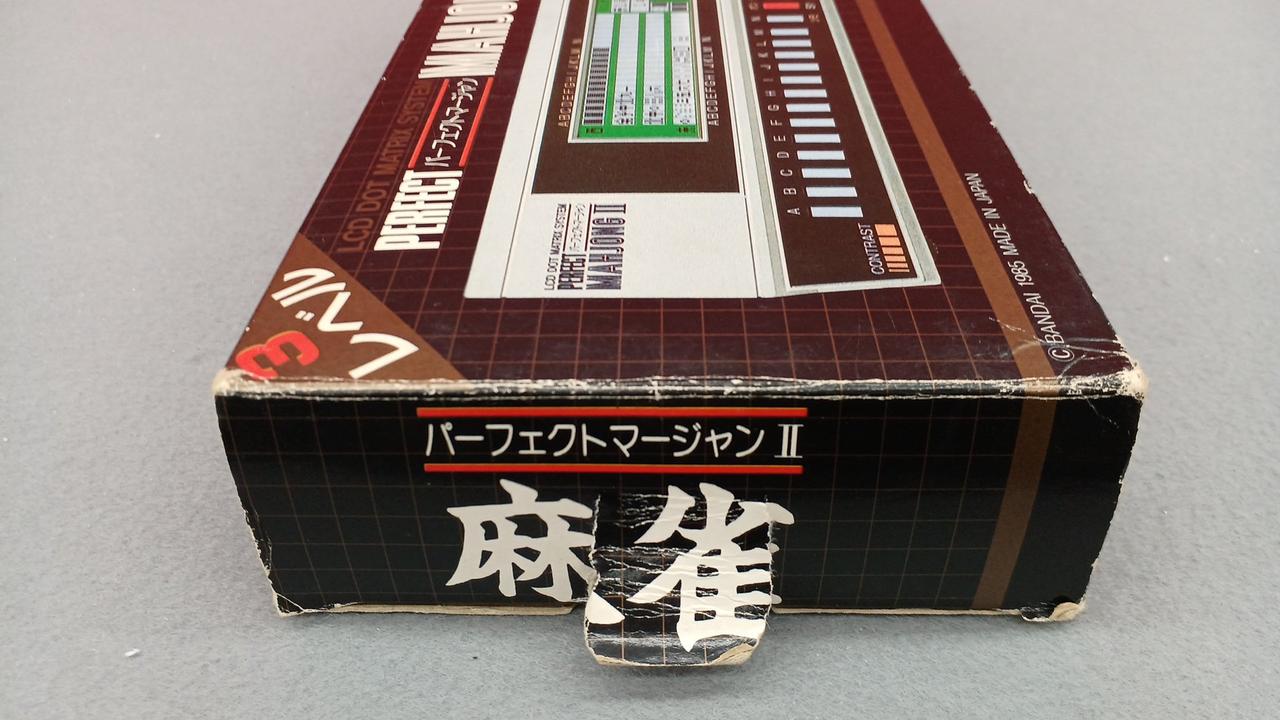 LCD DOT MATRIX SYSTEM
PERFECT パーフェクトマージャン MAHJON
3レベル
ABCDEFGHIJKLM N
ABCDEFGHIJKLM N
LCD DOT MATRIX SYSTEM
PERFECT パーフェクトマージャン
MAHJONG II
A B C D E F G H I J K L M N
CONTRAST
© BANDAI 1985 MADE IN JAPAN
パーフェクトマージャン II
麻雀